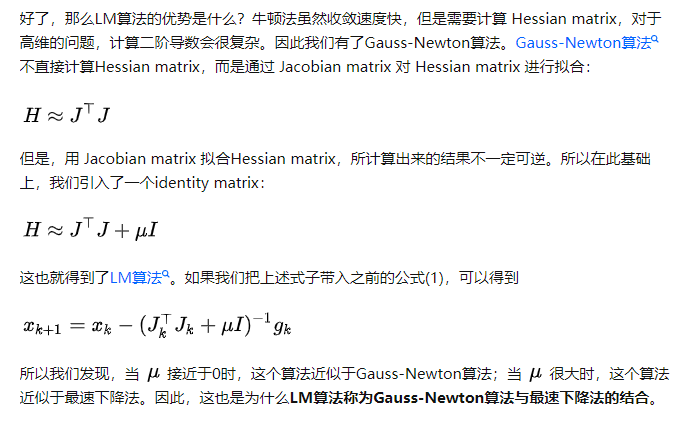 好了，那么LM算法的优势是什么？牛顿法虽然收敛速度快，但是需要计算 Hessian matrix，对于
高维的问题，计算二阶导数会很复杂。因此我们有了Gauss-Newton算法。Gauss-Newton算法
不直接计算Hessian matrix，而是通过 Jacobian matrix 对 Hessian matrix 进行拟合：
H ≈ J⊤J
但是，用 Jacobian matrix 拟合Hessian matrix，所计算出来的结果不一定可逆。所以在此基础
上，我们引入了一个identity matrix：
H ≈ J⊤J + μI
这也就得到了LM算法。如果我们把上述式子带入之前的公式(1)，可以得到
x_{k+1} = x_k − (J_k^⊤ J_k + μI)^{−1} g_k
所以我们发现，当 μ 接近于0时，这个算法近似于Gauss-Newton算法；当 μ 很大时，这个算法
近似于最速下降法。因此，这也是为什么LM算法称为Gauss-Newton算法与最速下降法的结合。